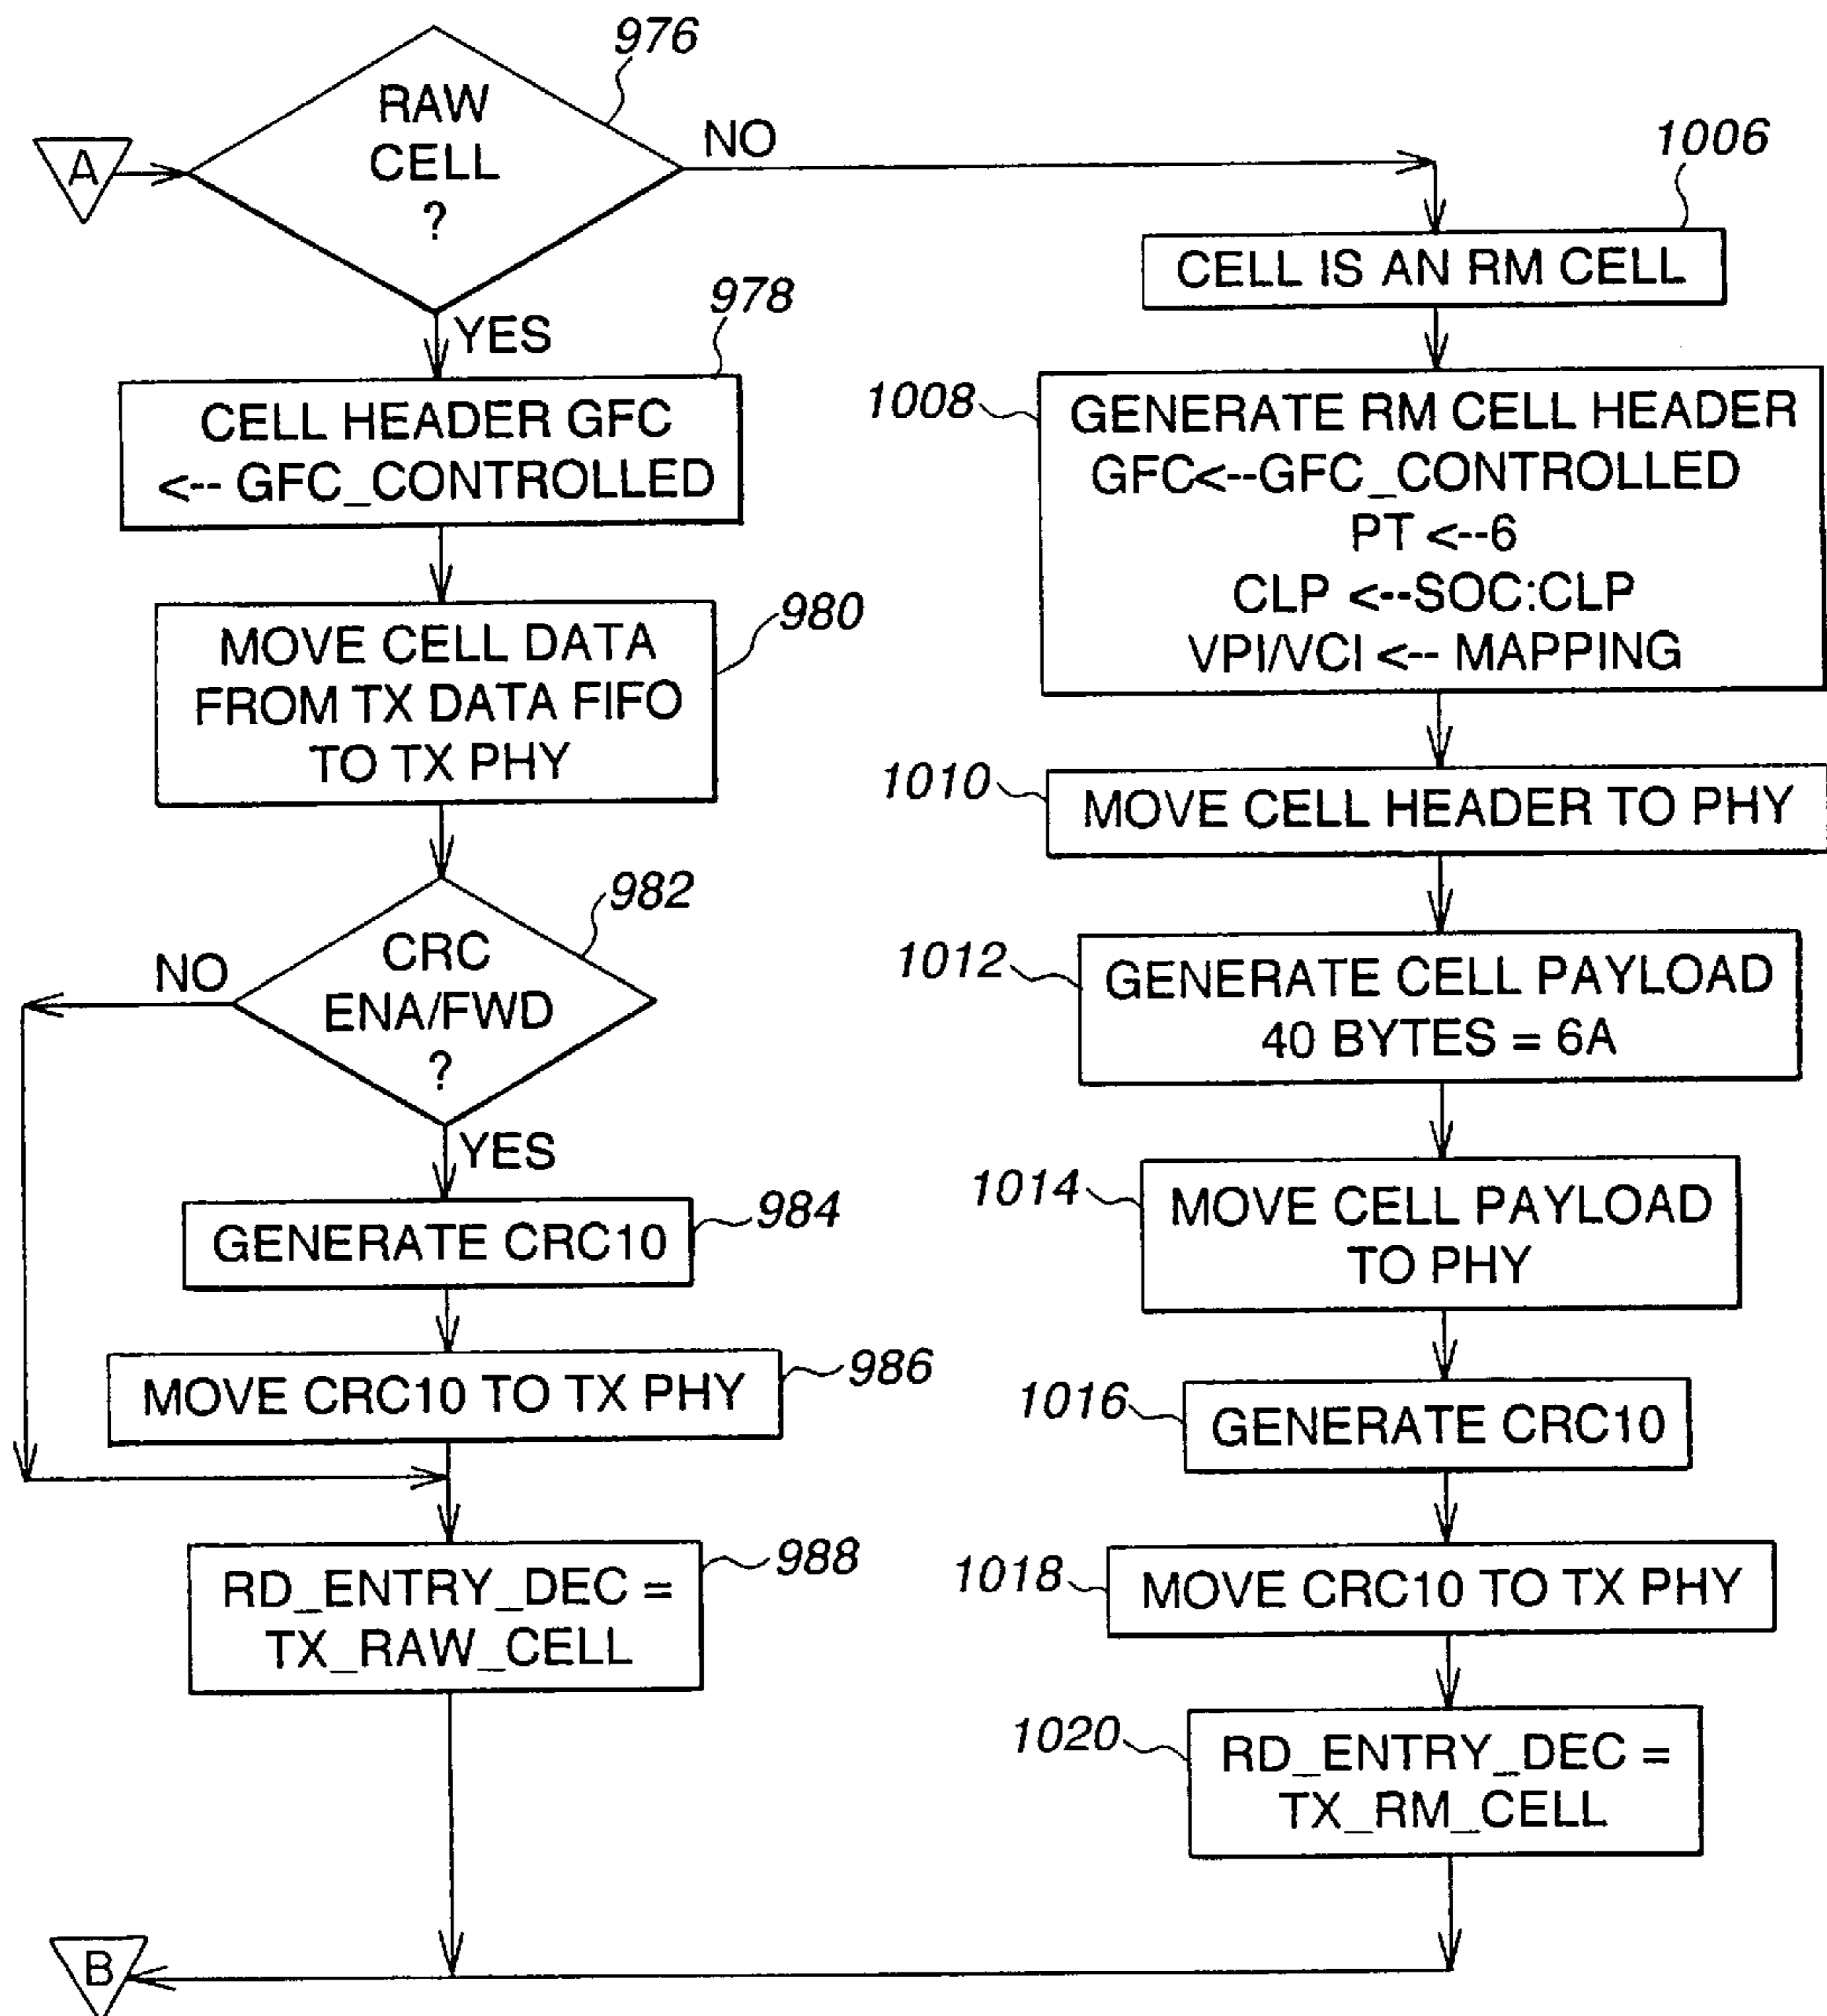 976
RAW
CELL
?
A
NO
YES
978
CELL HEADER GFC
<-- GFC_CONTROLLED
980
MOVE CELL DATA
FROM TX DATA FIFO
TO TX PHY
982
CRC
ENA/FWD
?
NO
YES
984
GENERATE CRC10
986
MOVE CRC10 TO TX PHY
988
RD_ENTRY_DEC =
TX_RAW_CELL
B
1006
CELL IS AN RM CELL
1008
GENERATE RM CELL HEADER
GFC<--GFC_CONTROLLED
PT <--6
CLP <--SOC:CLP
VPI/VCI <-- MAPPING
1010
MOVE CELL HEADER TO PHY
1012
GENERATE CELL PAYLOAD
40 BYTES = 6A
1014
MOVE CELL PAYLOAD
TO PHY
1016
GENERATE CRC10
1018
MOVE CRC10 TO TX PHY
1020
RD_ENTRY_DEC =
TX_RM_CELL